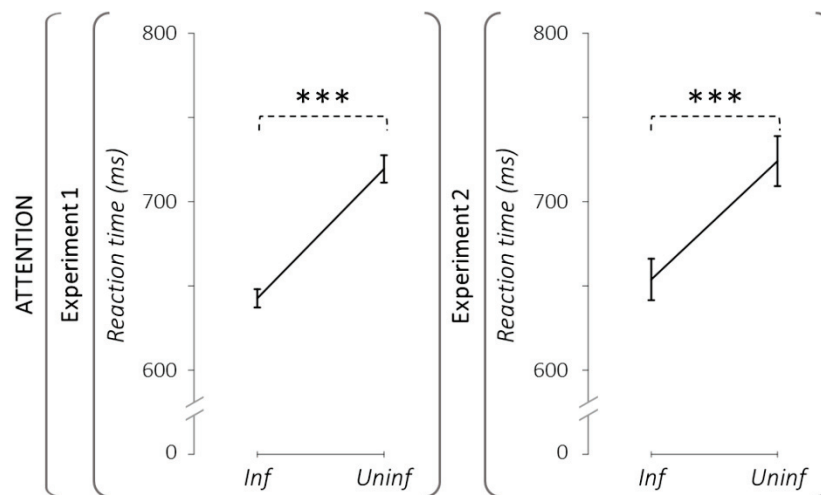 ATTENTION
Experiment 1
Reaction time (ms)
800
700
600
0
***
Inf Uninf
Experiment 2
Reaction time (ms)
800
700
600
0
***
Inf Uninf